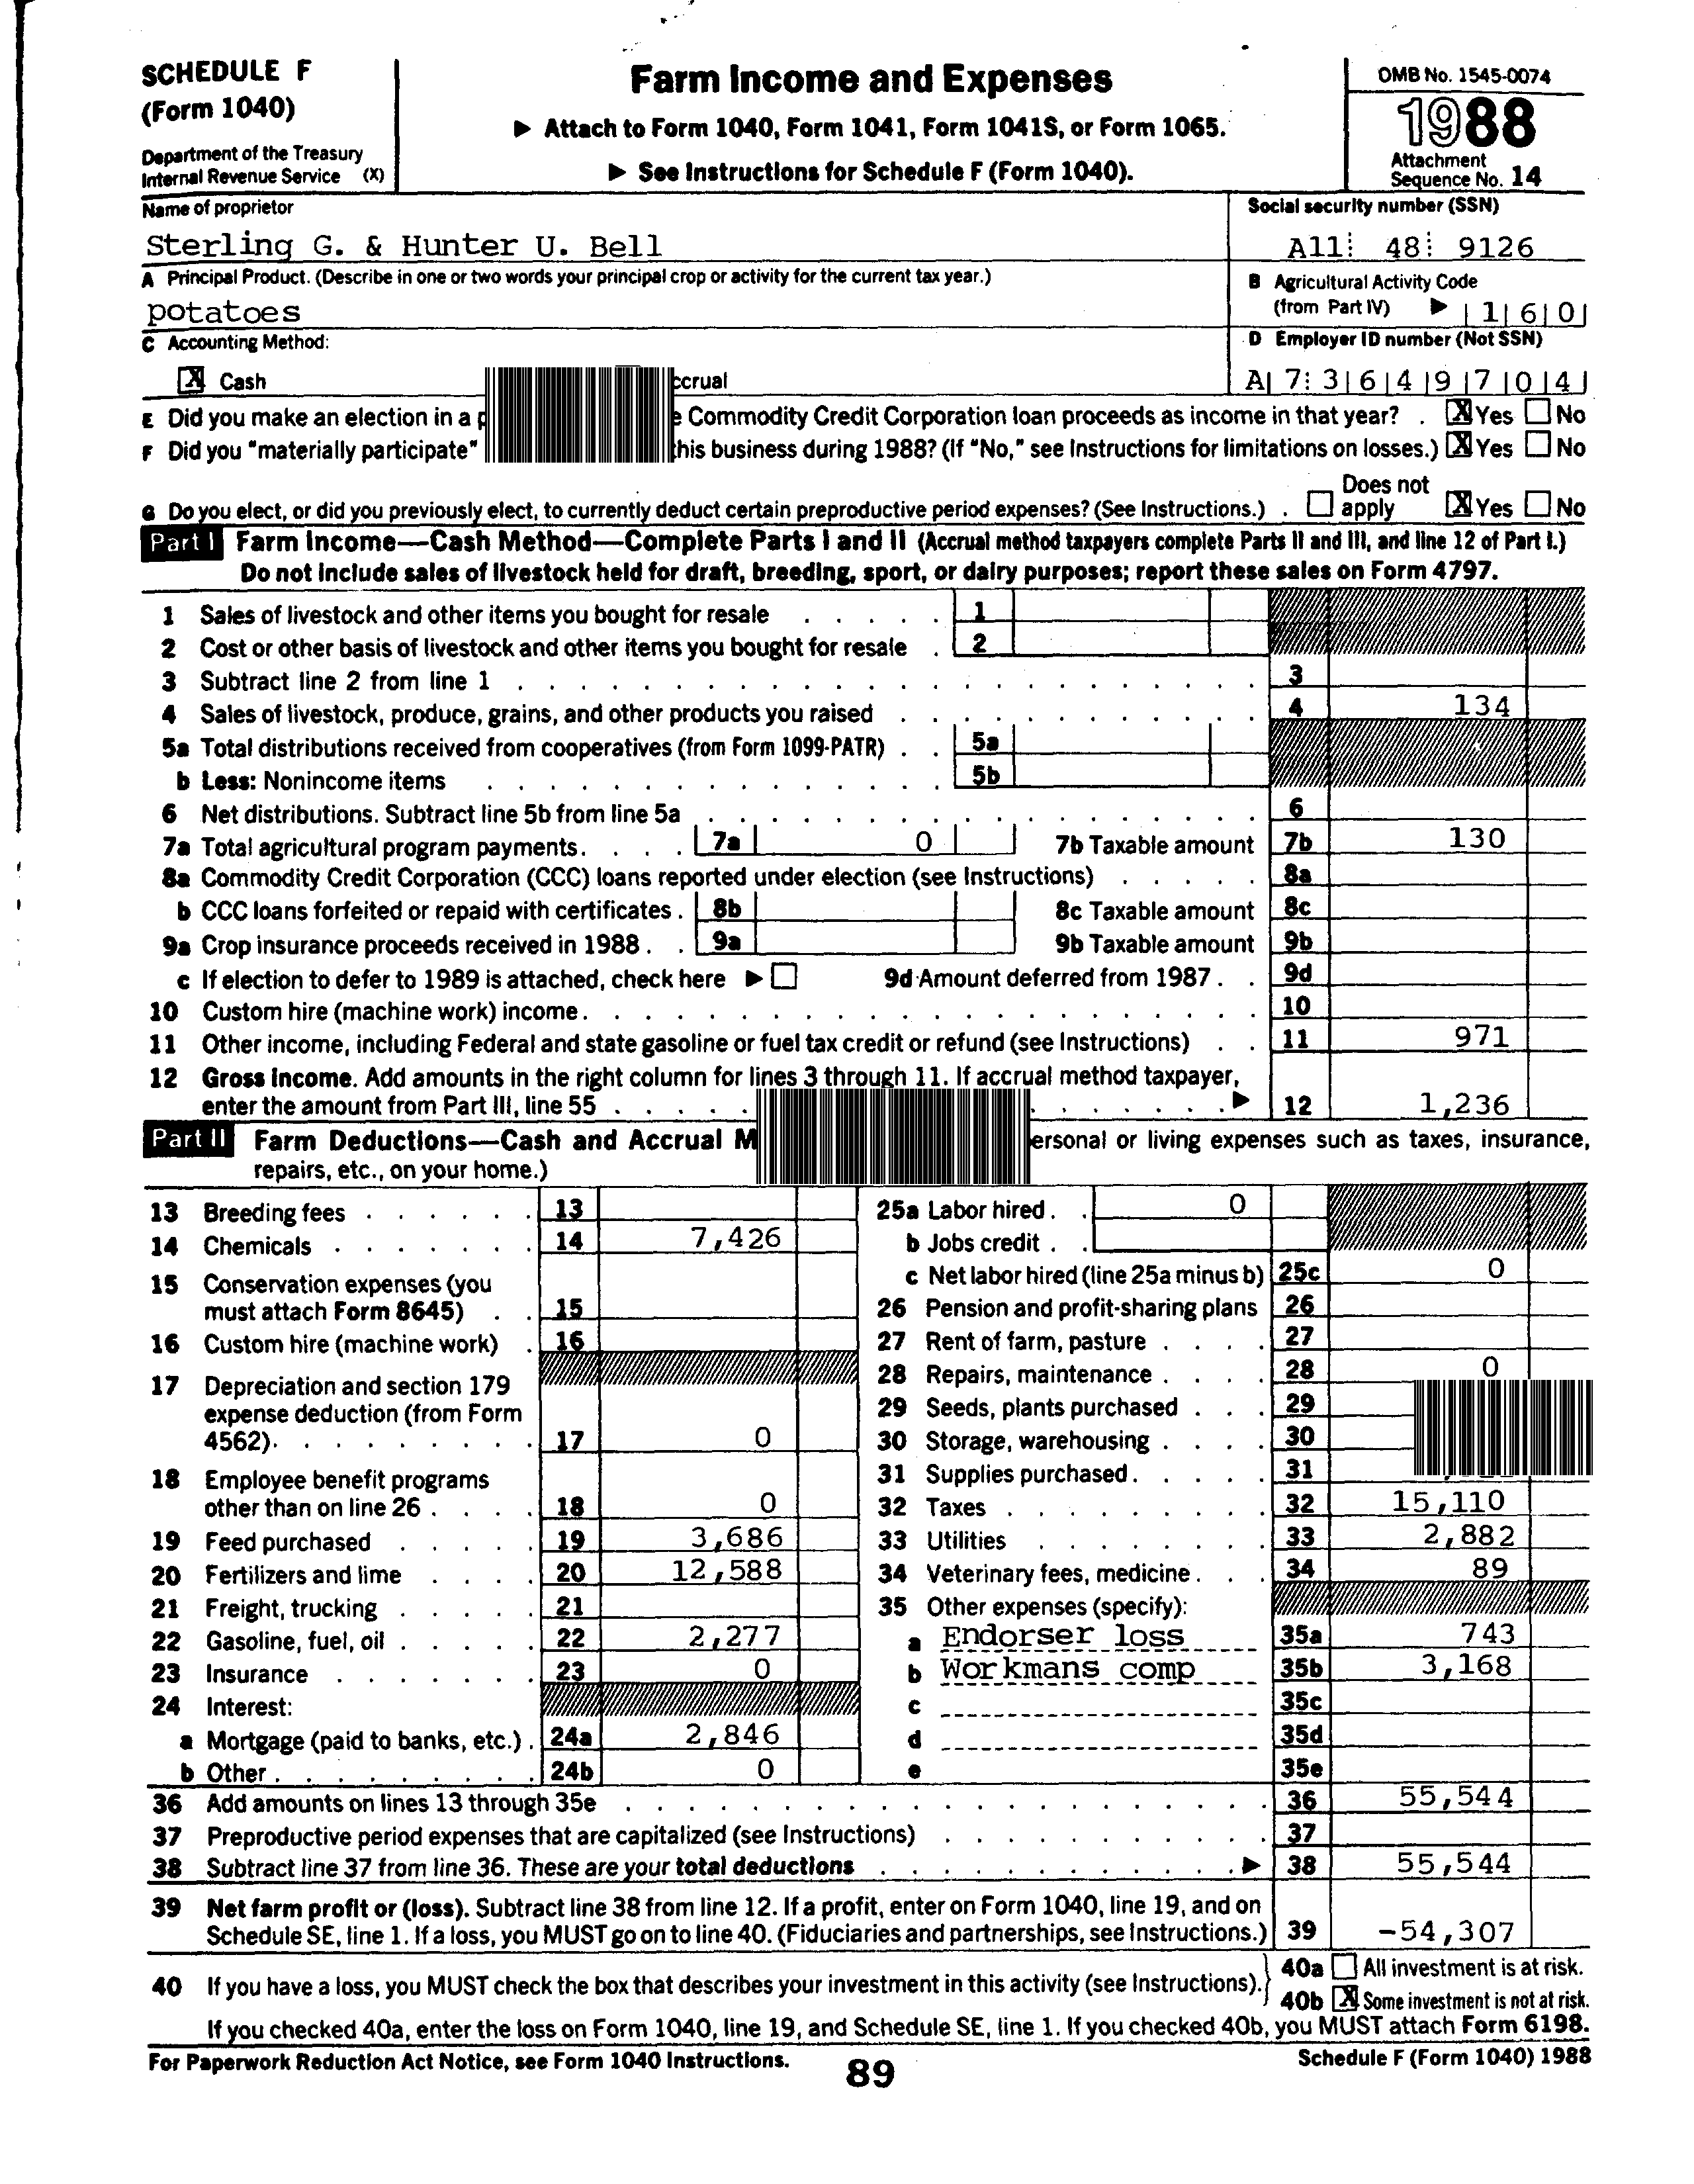 SCHEDULE F
(Form 1040)
Department of the Treasury
Internal Revenue Service (X)
Farm Income and Expenses
▶ Attach to Form 1040, Form 1041, Form 1041S, or Form 1065.
▶ See Instructions for Schedule F (Form 1040).
OMB No. 1545-0074
1988
Attachment
Sequence No. 14
Name of proprietor
Sterling G. & Hunter U. Bell
Social security number (SSN)
A11 48 9126
A Principal Product. (Describe in one or two words your principal crop or activity for the current tax year.)
potatoes
B Agricultural Activity Code
(from Part IV) ▶ 1 6 0
C Accounting Method:
D Employer ID number (Not SSN)
X Cash ccrual
A 7 3 6 4 9 7 0 4
E Did you make an election in a Commodity Credit Corporation loan proceeds as income in that year? . X Yes No
F Did you "materially participate" this business during 1988? (If "No," see Instructions for limitations on losses.) X Yes No
G Do you elect, or did you previously elect, to currently deduct certain preproductive period expenses? (See Instructions.) . Does not apply X Yes No
Part I Farm Income—Cash Method—Complete Parts I and II (Accrual method taxpayers complete Parts II and III, and line 12 of Part I.)
Do not include sales of livestock held for draft, breeding, sport, or dairy purposes; report these sales on Form 4797.
1 Sales of livestock and other items you bought for resale 1
2 Cost or other basis of livestock and other items you bought for resale 2
3 Subtract line 2 from line 1 3
4 Sales of livestock, produce, grains, and other products you raised 4 134
5a Total distributions received from cooperatives (from Form 1099-PATR) 5a
b Less: Nonincome items 5b
6 Net distributions. Subtract line 5b from line 5a 6
7a Total agricultural program payments. 7a 0 7b Taxable amount 7b 130
8a Commodity Credit Corporation (CCC) loans reported under election (see Instructions) 8a
b CCC loans forfeited or repaid with certificates. 8b 8c Taxable amount 8c
9a Crop insurance proceeds received in 1988. 9a 9b Taxable amount 9b
c If election to defer to 1989 is attached, check here ▶ 9d Amount deferred from 1987. 9d
10 Custom hire (machine work) income. 10
11 Other income, including Federal and state gasoline or fuel tax credit or refund (see Instructions) 11 971
12 Gross income. Add amounts in the right column for lines 3 through 11. If accrual method taxpayer,
enter the amount from Part III, line 55 ▶ 12 1,236
Part II Farm Deductions—Cash and Accrual M ersonal or living expenses such as taxes, insurance,
repairs, etc., on your home.)
13 Breeding fees 13
14 Chemicals 14 7,426
15 Conservation expenses (you
must attach Form 8645) 15
16 Custom hire (machine work) 16
17 Depreciation and section 179
expense deduction (from Form
4562). 17 0
18 Employee benefit programs
other than on line 26 18 0
19 Feed purchased 19 3,686
20 Fertilizers and lime 20 12,588
21 Freight, trucking 21
22 Gasoline, fuel, oil 22 2,277
23 Insurance 23 0
24 Interest:
a Mortgage (paid to banks, etc.) 24a 2,846
b Other 24b 0
25a Labor hired. 0
b Jobs credit
c Net labor hired (line 25a minus b) 25c 0
26 Pension and profit-sharing plans 26
27 Rent of farm, pasture 27
28 Repairs, maintenance 28 0
29 Seeds, plants purchased 29
30 Storage, warehousing 30
31 Supplies purchased. 31
32 Taxes 32 15,110
33 Utilities 33 2,882
34 Veterinary fees, medicine. 34 89
35 Other expenses (specify):
a Endorser loss 35a 743
b Workmans comp 35b 3,168
c 35c
d 35d
e 35e
36 Add amounts on lines 13 through 35e 36 55,544
37 Preproductive period expenses that are capitalized (see Instructions) 37
38 Subtract line 37 from line 36. These are your total deductions ▶ 38 55,544
39 Net farm profit or (loss). Subtract line 38 from line 12. If a profit, enter on Form 1040, line 19, and on
Schedule SE, line 1. If a loss, you MUST go on to line 40. (Fiduciaries and partnerships, see Instructions.) 39 -54,307
40 If you have a loss, you MUST check the box that describes your investment in this activity (see Instructions).
40a All investment is at risk.
40b X Some investment is not at risk.
If you checked 40a, enter the loss on Form 1040, line 19, and Schedule SE, line 1. If you checked 40b, you MUST attach Form 6198.
For Paperwork Reduction Act Notice, see Form 1040 Instructions.
89
Schedule F (Form 1040) 1988